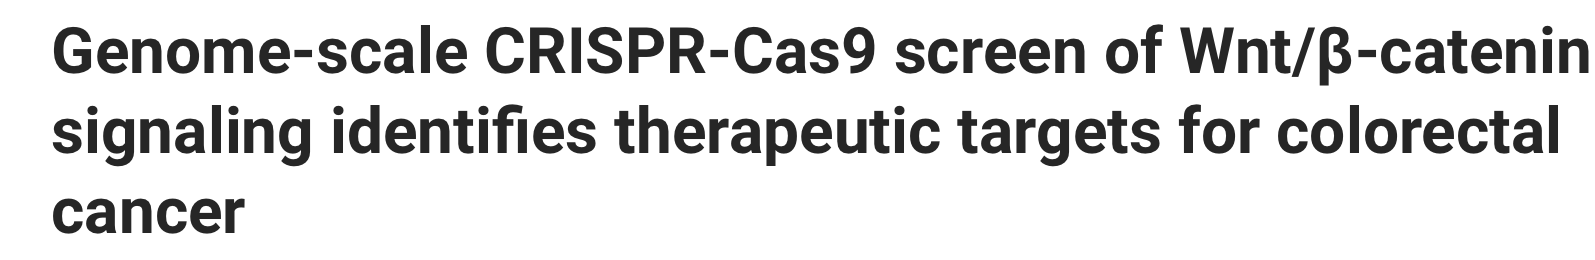 Genome-scale CRISPR-Cas9 screen of Wnt/β-catenin
signaling identifies therapeutic targets for colorectal
cancer